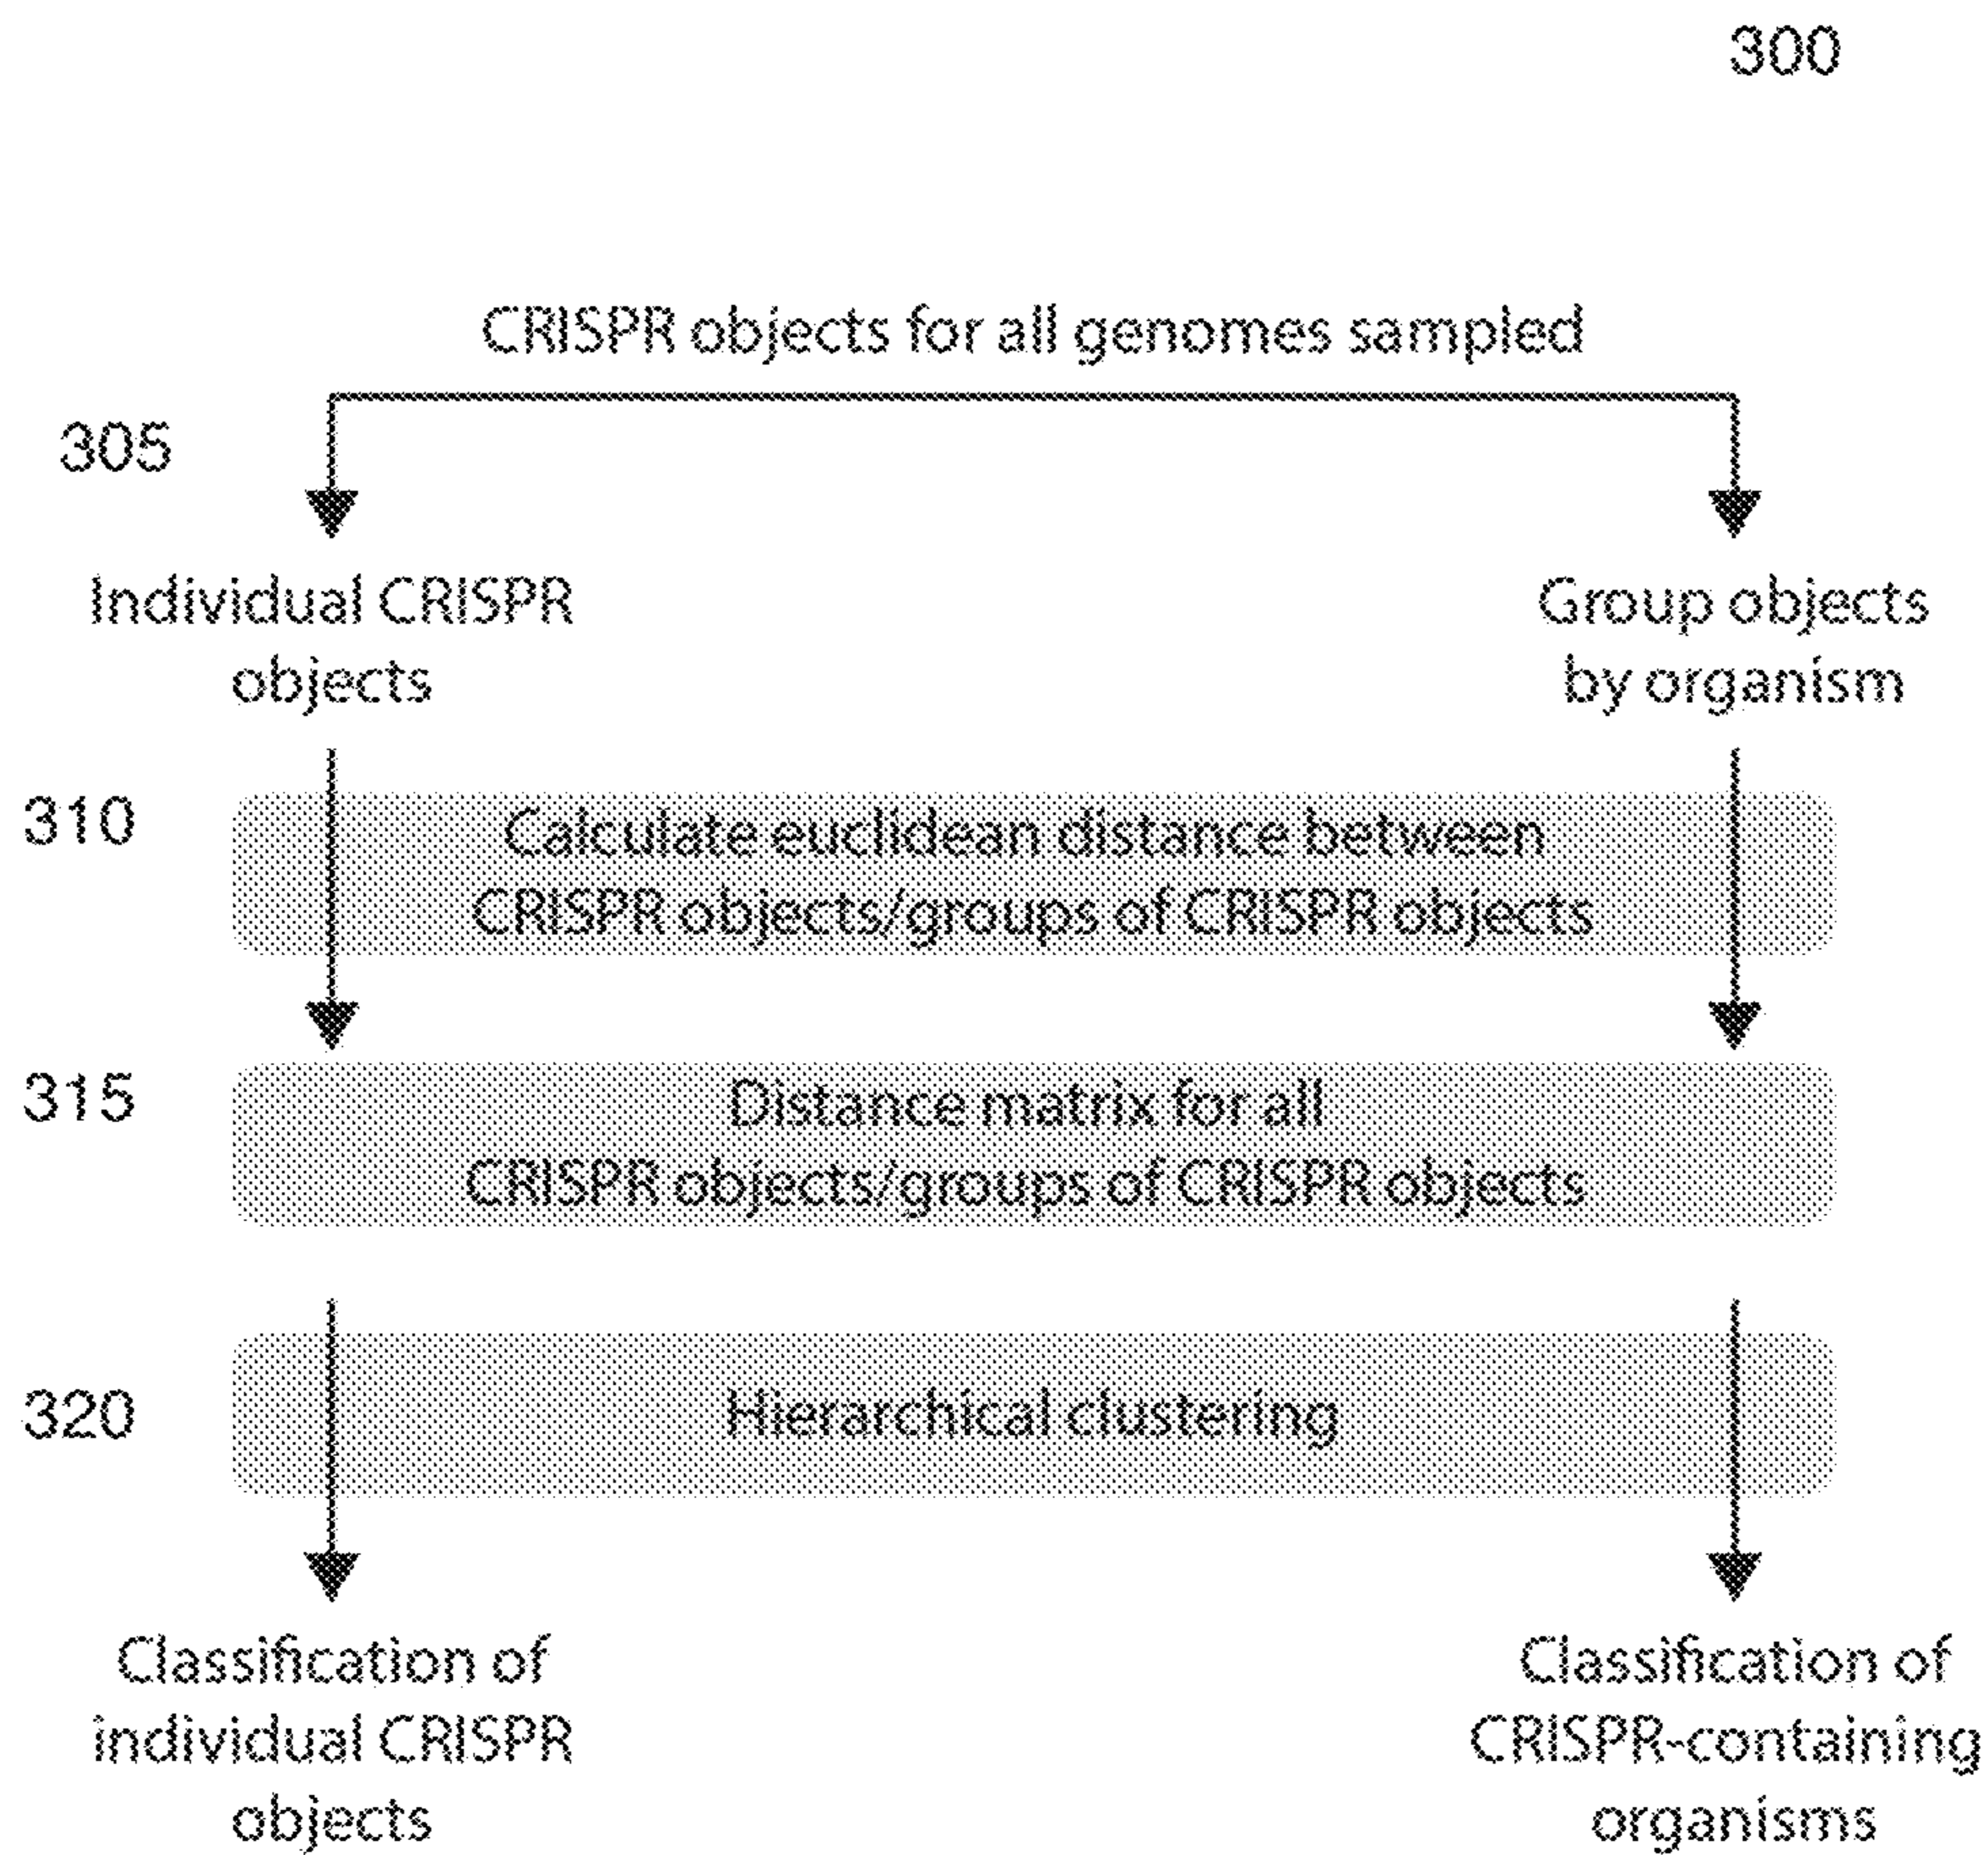 300
CRISPR objects for all genomes sampled
305
Individual CRISPR
objects
Group objects
by organism
310
Calculate euclidean distance between
CRISPR objects/groups of CRISPR objects
315
Distance matrix for all
CRISPR objects/groups of CRISPR objects
320
Hierarchical clustering
Classification of
individual CRISPR
objects
Classification of
CRISPR-containing
organisms